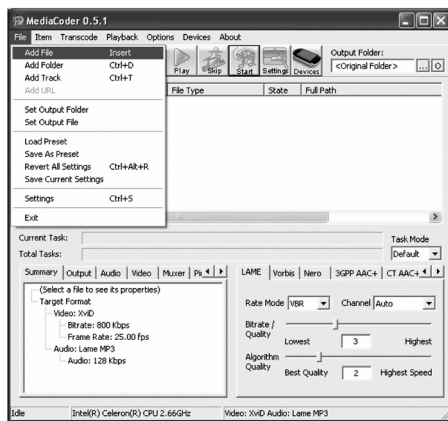 MediaCoder 0.5.1
File Item Transcode Playback Options Devices About
Add File Insert
Add Folder Ctrl+D
Add Track Ctrl+T
Add URL
Set Output Folder
Set Output File
Load Preset
Save As Preset
Revert All Settings Ctrl+Alt+R
Save Current Settings
Settings Ctrl+S
Exit
Play Skip Start Settings Devices
Output Folder:
<Original Folder> ... O
File Type State Full Path
Current Task:
Total Tasks:
Task Mode
Default
Summary Output Audio Video Muxer
(Select a file to see its properties)
Target Format
Video: XviD
Bitrate: 800 Kbps
Frame Rate: 25.00 fps
Audio: Lame MP3
Audio: 128 Kbps
LAME Vorbis Nero 3GPP AAC+ CT AAC+
Rate Mode VBR Channel Auto
Bitrate / Quality
Lowest 3 Highest
Algorithm Quality
Best Quality 2 Highest Speed
Idle Intel(R) Celeron(R) CPU 2.66GHz Video: XviD Audio: Lame MP3